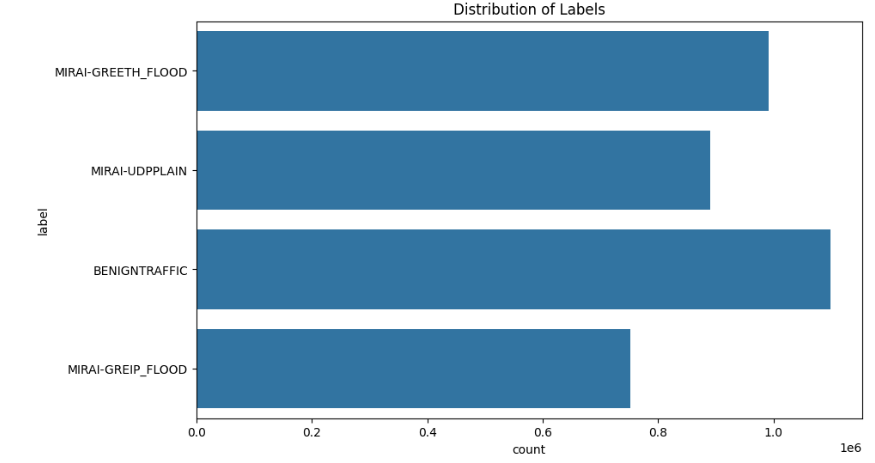 Distribution of Labels
MIRAI-GREETH_FLOOD
MIRAI-UDPPLAIN
BENIGNTRAFFIC
MIRAI-GREIP_FLOOD
label
0.0 0.2 0.4 0.6 0.8 1.0
1e6
count